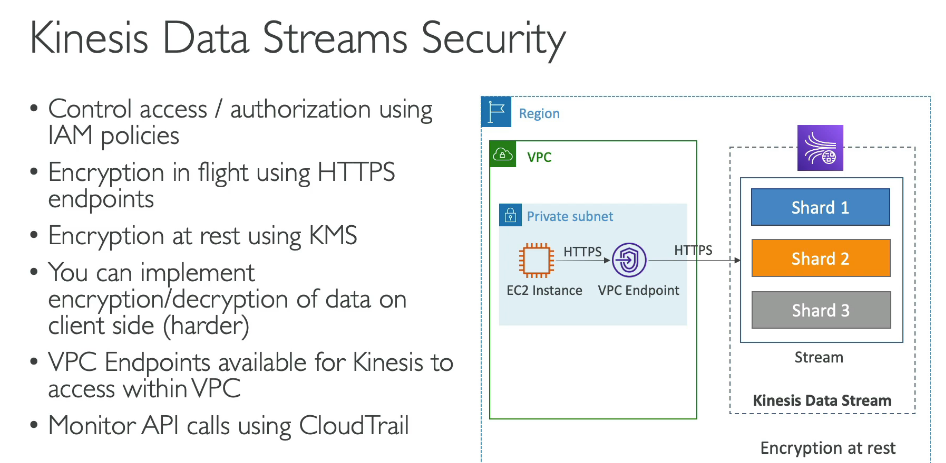 Kinesis Data Streams Security
• Control access / authorization using
IAM policies
• Encryption in flight using HTTPS
endpoints
• Encryption at rest using KMS
• You can implement
encryption/decryption of data on
client side (harder)
• VPC Endpoints available for Kinesis to
access within VPC
• Monitor API calls using CloudTrail
Region
VPC
Private subnet
HTTPS
HTTPS
EC2 Instance
VPC Endpoint
Shard 1
Shard 2
Shard 3
Stream
Kinesis Data Stream
Encryption at rest